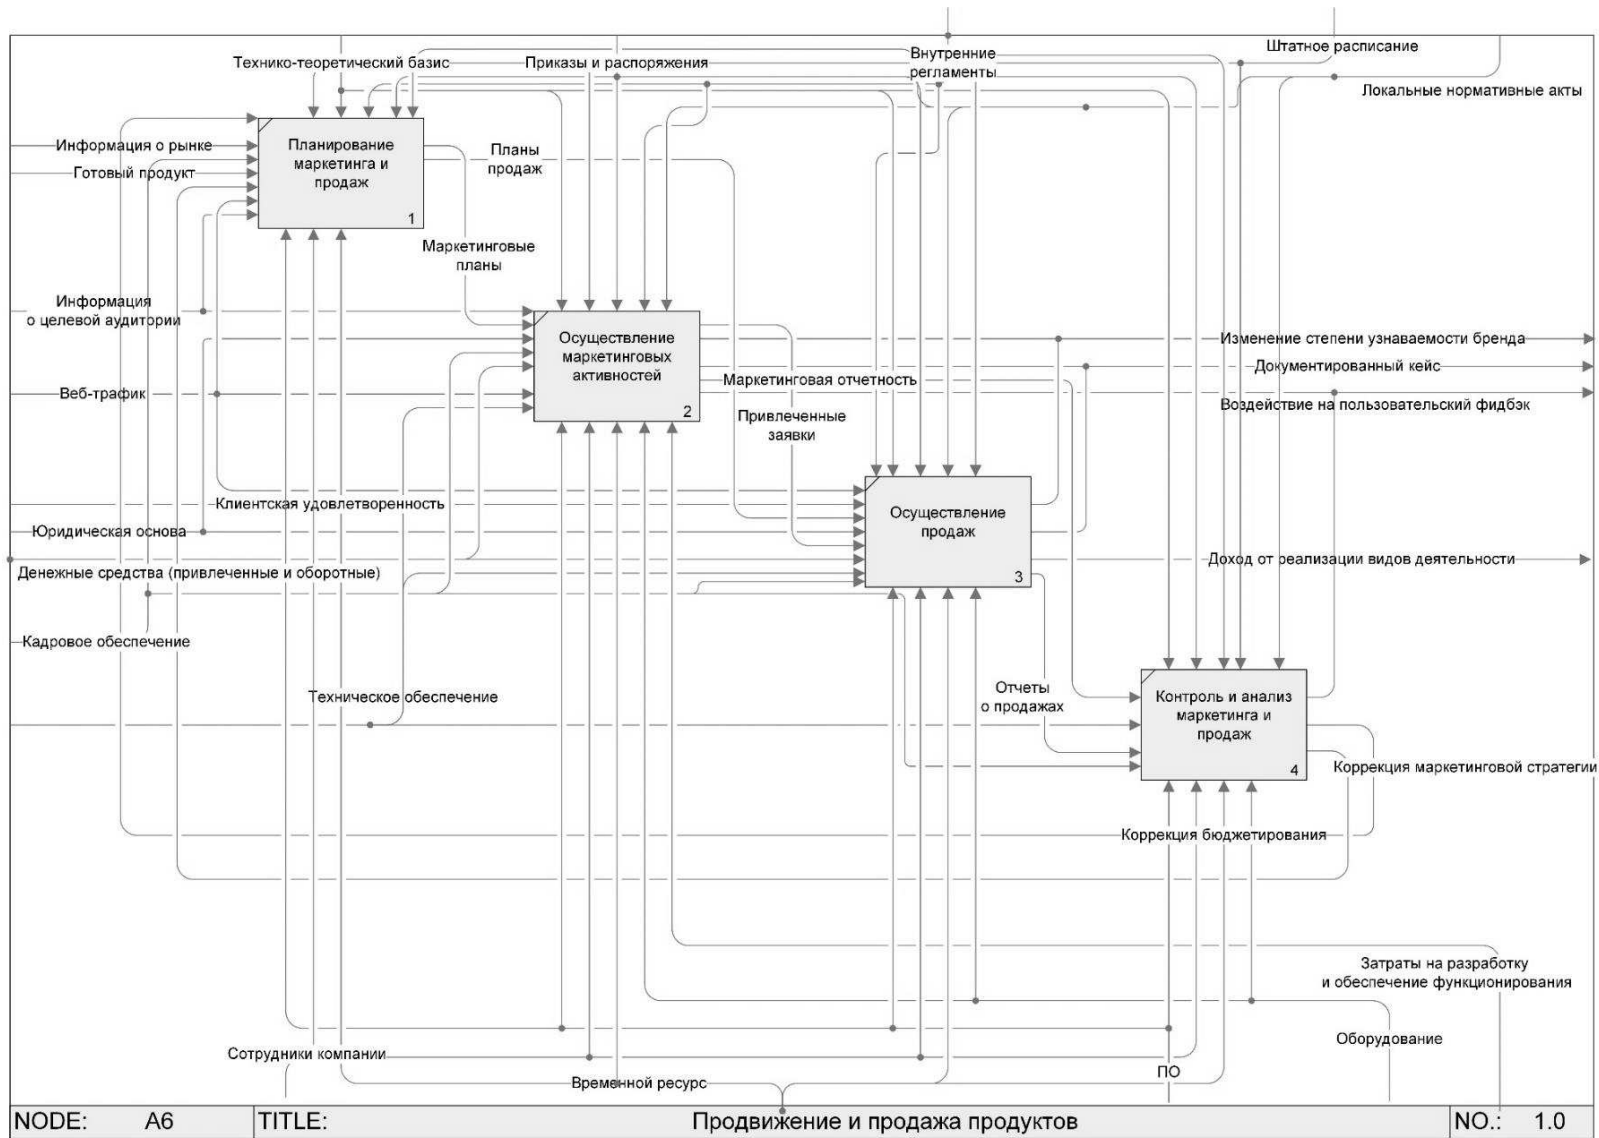 Штатное расписание
Внутренние
регламенты
Технико-теоретический базис
Приказы и распоряжения
Локальные нормативные акты
Информация о рынке
Готовый продукт
Планирование
маркетинга и
продаж
1
Планы
продаж
Маркетинговые
планы
Информация
о целевой аудитории
Веб-трафик
Осуществление
маркетинговых
активностей
2
Изменение степени узнаваемости бренда
Документированный кейс
Маркетинговая отчетность
Воздействие на пользовательский фидбэк
Привлеченные
заявки
Клиентская удовлетворенность
Юридическая основа
Осуществление
продаж
3
Доход от реализации видов деятельности
Денежные средства (привлеченные и оборотные)
Кадровое обеспечение
Техническое обеспечение
Отчеты
о продажах
Контроль и анализ
маркетинга и
продаж
4
Коррекция маркетинговой стратегии
Коррекция бюджетирования
Затраты на разработку
и обеспечение функционирования
Оборудование
Сотрудники компании
ПО
Временной ресурс
NODE: A6 TITLE: Продвижение и продажа продуктов NO.: 1.0